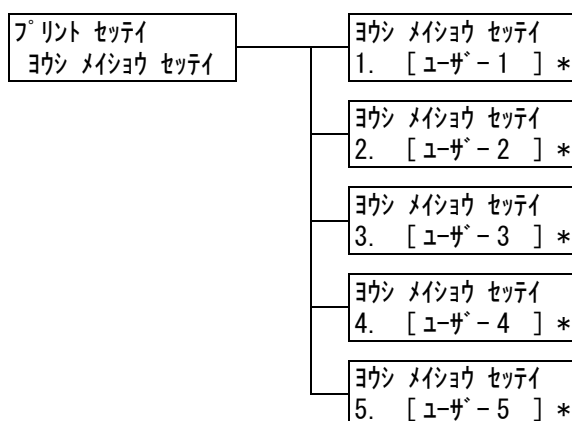 プリント セッテイ
ヨウシ メイショウ セッテイ
ヨウシ メイショウ セッテイ
1. [ユーザー1 ] *
ヨウシ メイショウ セッテイ
2. [ユーザー2 ] *
ヨウシ メイショウ セッテイ
3. [ユーザー3 ] *
ヨウシ メイショウ セッテイ
4. [ユーザー4 ] *
ヨウシ メイショウ セッテイ
5. [ユーザー5 ] *